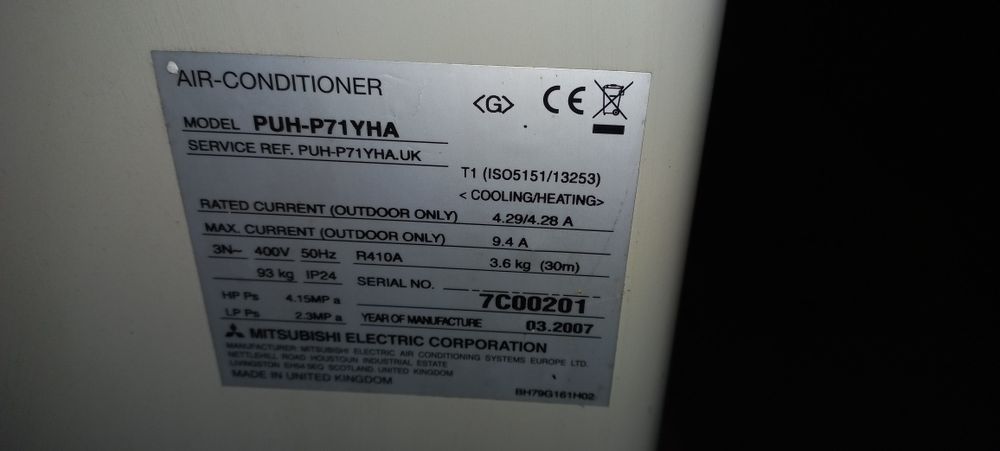 AIR-CONDITIONER
<G> CE
MODEL PUH-P71YHA
SERVICE REF. PUH-P71YHA.UK
T1 (ISO5151/13253)
< COOLING/HEATING>
RATED CURRENT (OUTDOOR ONLY) 4.29/4.28 A
MAX. CURRENT (OUTDOOR ONLY) 9.4 A
3N~ 400V 50Hz R410A 3.6 kg (30m)
93 kg IP24 SERIAL NO. 7C00201
HP Ps 4.15MP a
LP Ps 2.3MP a YEAR OF MANUFACTURE 03.2007
MITSUBISHI ELECTRIC CORPORATION
MANUFACTURER: MITSUBISHI ELECTRIC AIR CONDITIONING SYSTEMS EUROPE LTD.
NETTLEHILL ROAD HOUSTOUN INDUSTRIAL ESTATE
LIVINGSTON EH54 5EQ SCOTLAND UNITED KINGDOM
MADE IN UNITED KINGDOM
BH79G161H02